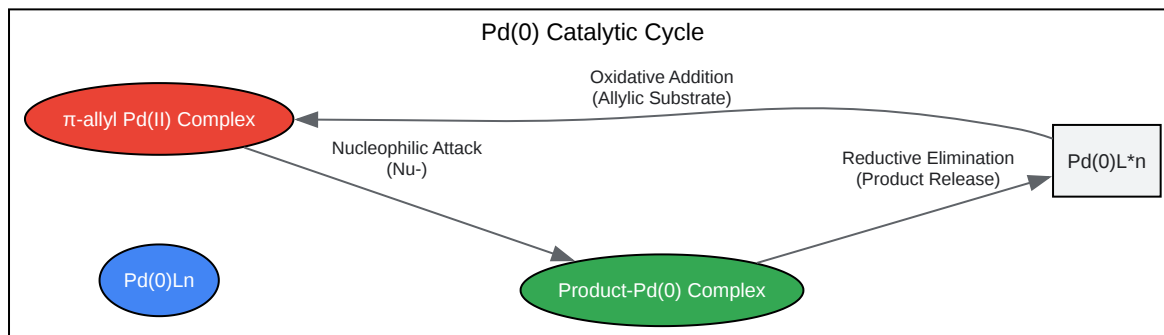 Pd(0) Catalytic Cycle
Oxidative Addition
(Allylic Substrate)
π-allyl Pd(II) Complex
Nucleophilic Attack
(Nu-)
Reductive Elimination
(Product Release)
Pd(0)L*n
Pd(0)Ln
Product-Pd(0) Complex